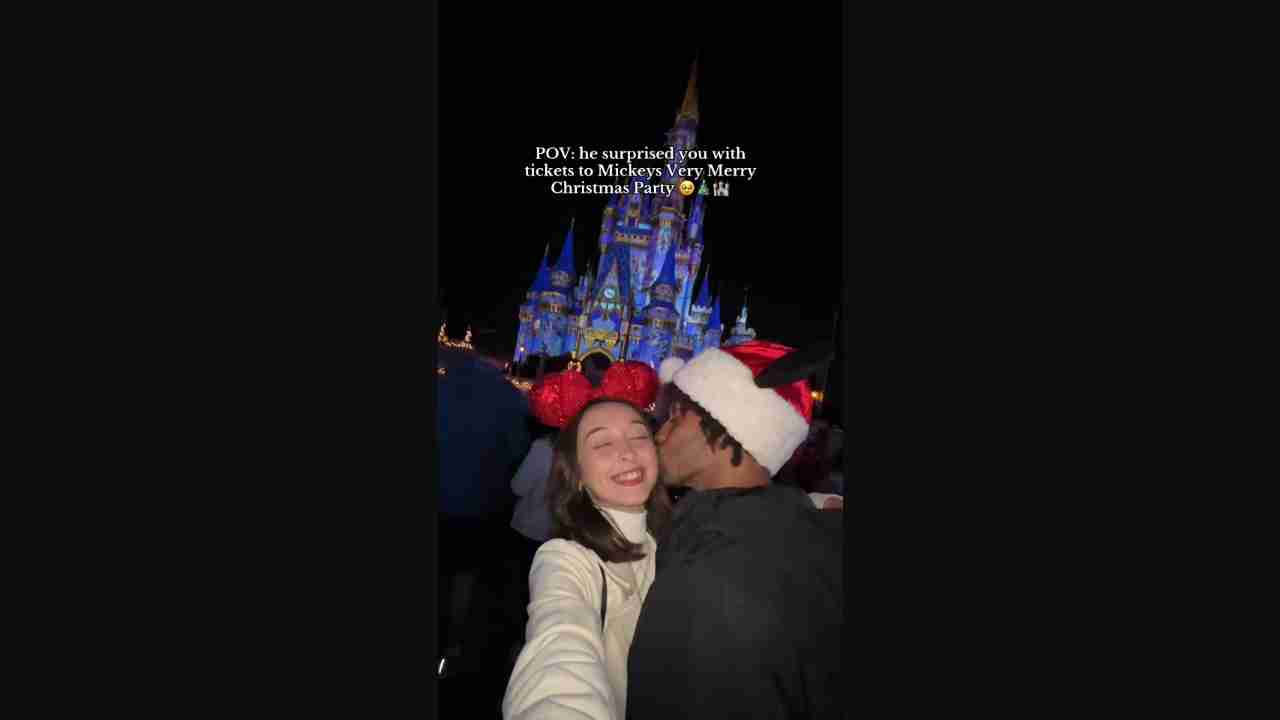 POV: he surprised you with
tickets to Mickeys Very Merry
Christmas Party 🥹🎄🏰